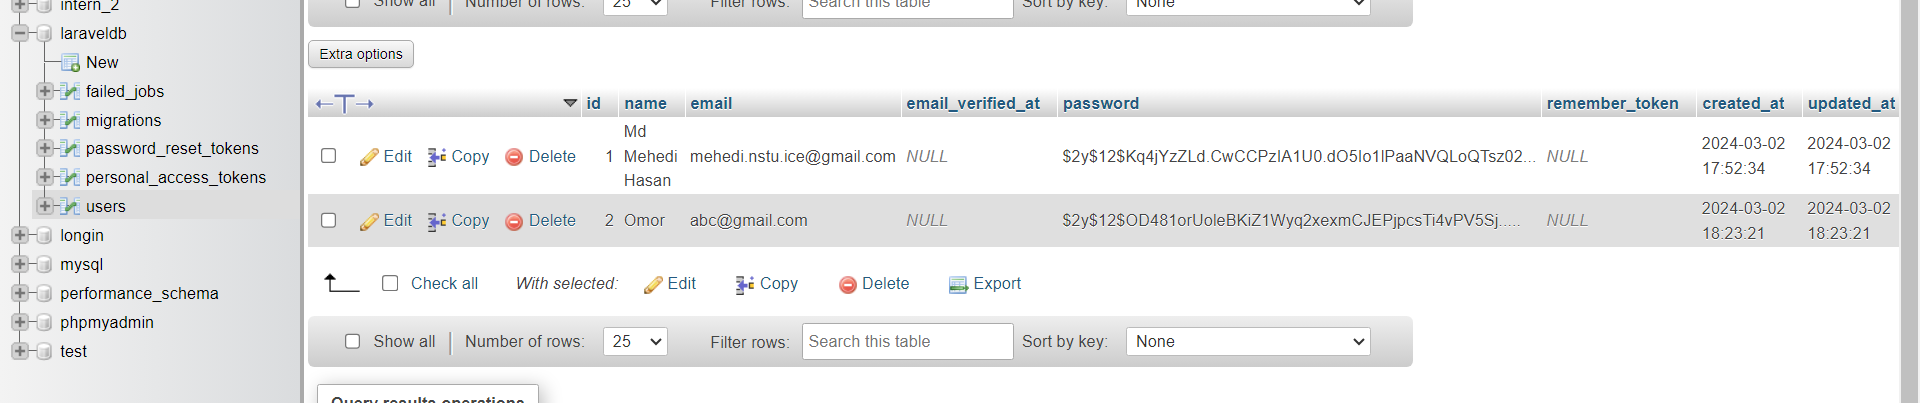 intern_2
laraveldb
New
failed_jobs
migrations
password_reset_tokens
personal_access_tokens
users
longin
mysql
performance_schema
phpmyadmin
test
Show all Number of rows: 25 Filter rows: Search this table Sort by key: None
Extra options
id name email email_verified_at password remember_token created_at updated_at
Edit Copy Delete 1 Md Mehedi Hasan mehedi.nstu.ice@gmail.com NULL $2y$12$Kq4jYzZLd.CwCCPzIA1U0.dO5Io1lPaaNVQLoQTsz02... NULL 2024-03-02 17:52:34 2024-03-02 17:52:34
Edit Copy Delete 2 Omor abc@gmail.com NULL $2y$12$OD481orUoleBKiZ1Wyq2xexmCJEPjpcsTi4vPV5Sj..... NULL 2024-03-02 18:23:21 2024-03-02 18:23:21
Check all With selected: Edit Copy Delete Export
Show all Number of rows: 25 Filter rows: Search this table Sort by key: None
Query results operations